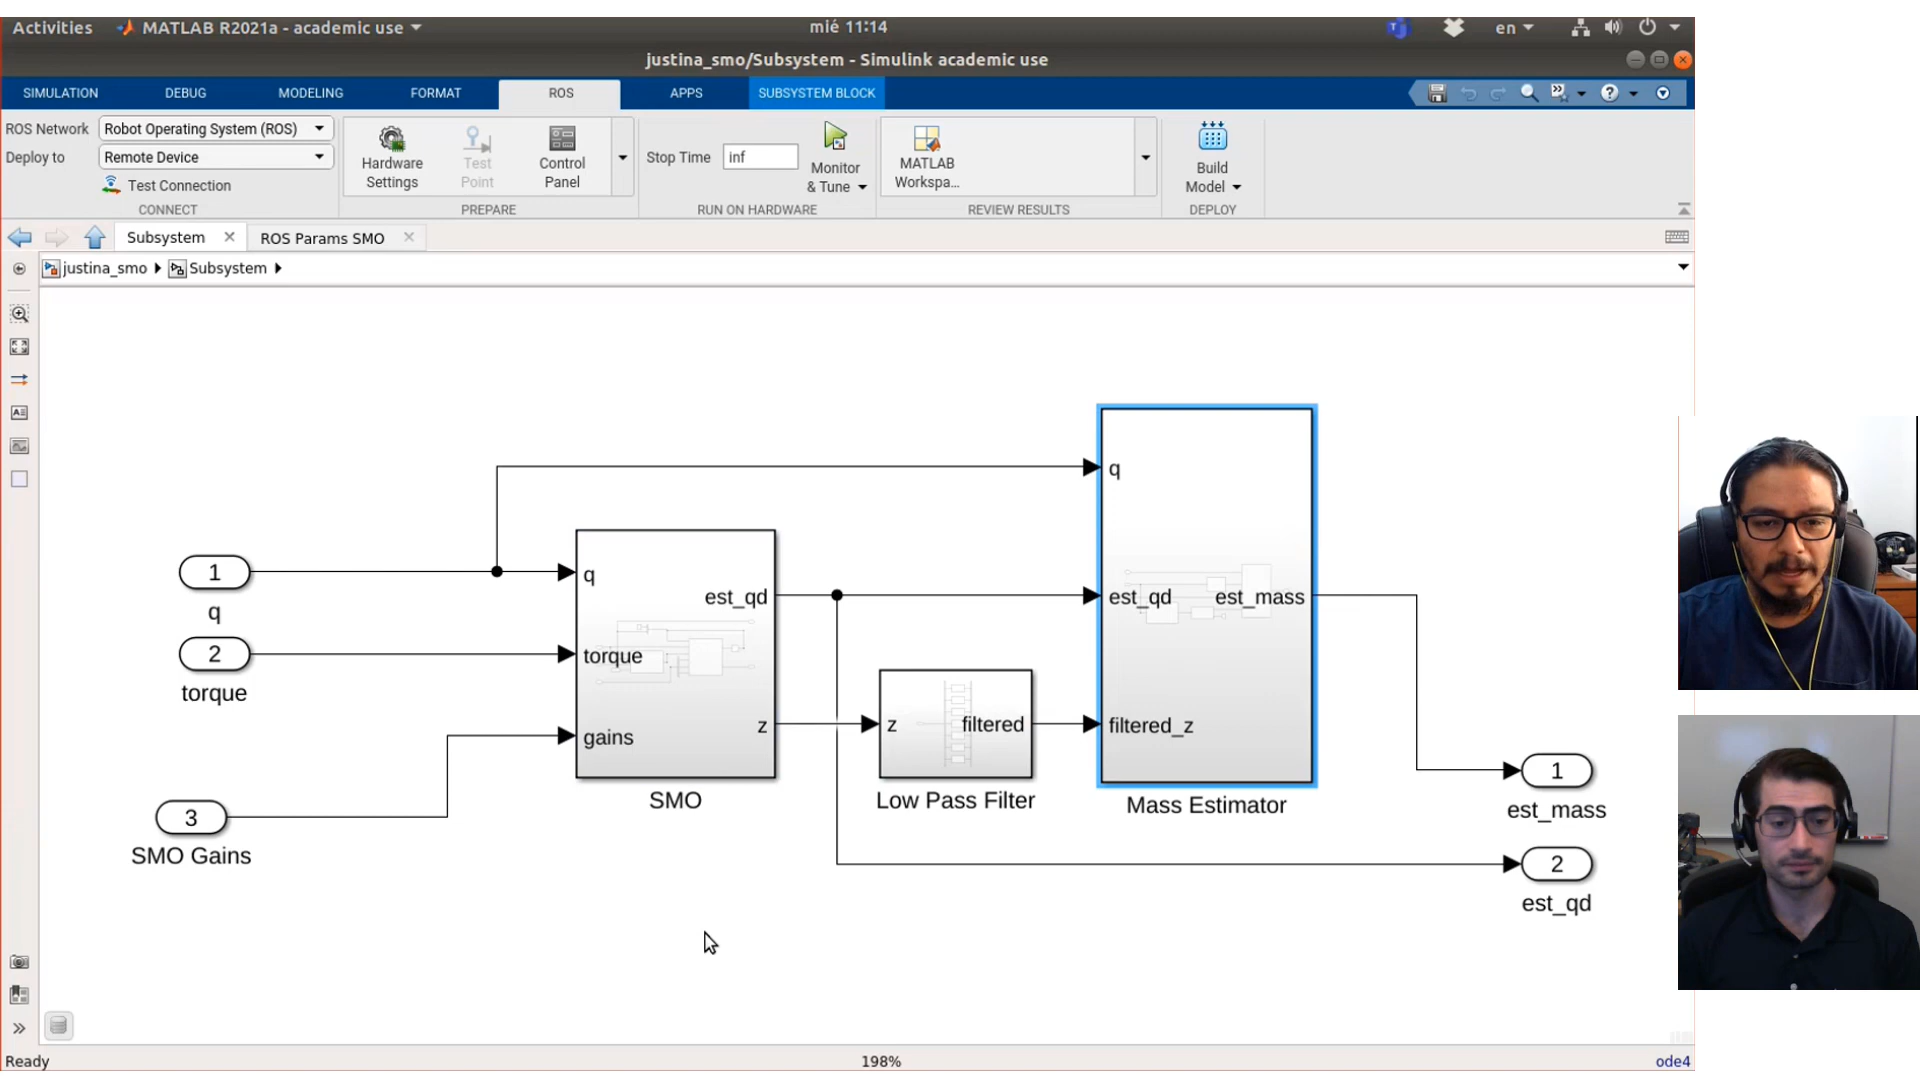 Activities MATLAB R2021a - academic use mié 11:14 en
justina_smo/Subsystem - Simulink academic use
SIMULATION DEBUG MODELING FORMAT ROS APPS SUBSYSTEM BLOCK
ROS Network Robot Operating System (ROS)
Deploy to Remote Device
Test Connection
CONNECT
Hardware
Settings
Test
Point
Control
Panel
PREPARE
Stop Time inf
Monitor
& Tune
RUN ON HARDWARE
MATLAB
Workspa...
REVIEW RESULTS
Build
Model
DEPLOY
Subsystem ROS Params SMO
justina_smo Subsystem
1
q
2
torque
3
SMO Gains
q
torque
gains
est_qd
z
SMO
z filtered
Low Pass Filter
q
est_qd est_mass
filtered_z
Mass Estimator
1
est_mass
2
est_qd
Ready 198% ode4